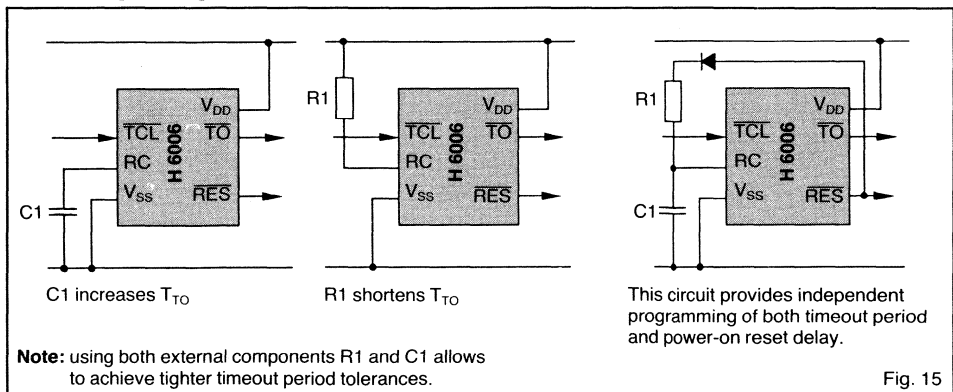 V_DD
TCL
TO
H 6006
RC
V_SS
RES
C1
C1 increases T_TO
R1
V_DD
TCL
TO
H 6006
RC
V_SS
RES
R1 shortens T_TO
R1
V_DD
TCL
TO
H 6006
RC
V_SS
RES
C1
This circuit provides independent
programming of both timeout period
and power-on reset delay.
Note: using both external components R1 and C1 allows
to achieve tighter timeout period tolerances.
Fig. 15